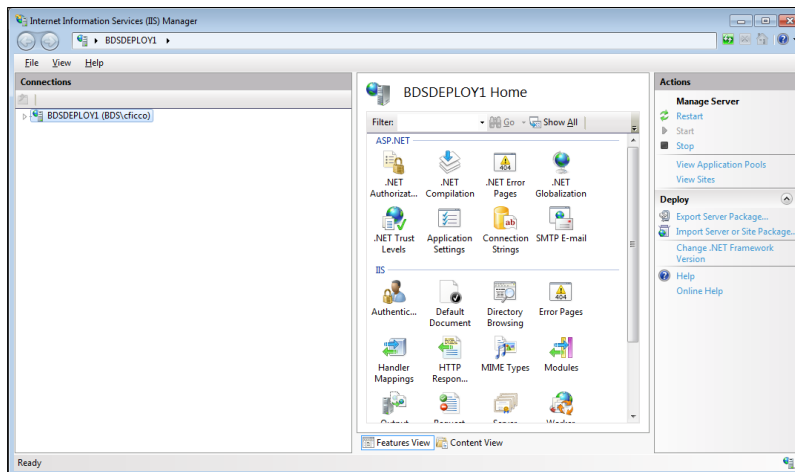 Internet Information Services (IIS) Manager
BDSDEPLOY1
File View Help
Connections
BDSDEPLOY1 (BDS\cficco)
BDSDEPLOY1 Home
Filter: Go Show All
ASP.NET
.NET Authorizat...
.NET Compilation
.NET Error Pages
.NET Globalization
.NET Trust Levels
Application Settings
Connection Strings
SMTP E-mail
IIS
Authentic...
Default Document
Directory Browsing
Error Pages
Handler Mappings
HTTP Respon...
MIME Types
Modules
Features View Content View
Actions
Manage Server
Restart
Start
Stop
View Application Pools
View Sites
Deploy
Export Server Package...
Import Server or Site Package...
Change .NET Framework
Version
Help
Online Help
Ready